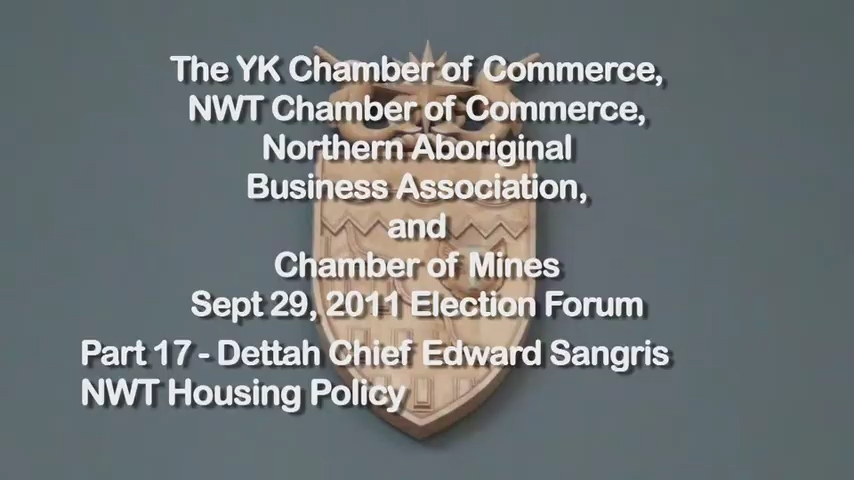 The YK Chamber of Commerce,
NWT Chamber of Commerce,
Northern Aboriginal
Business Association,
and
Chamber of Mines
Sept 29, 2011 Election Forum
Part 17 - Dettah Chief Edward Sangris
NWT Housing Policy